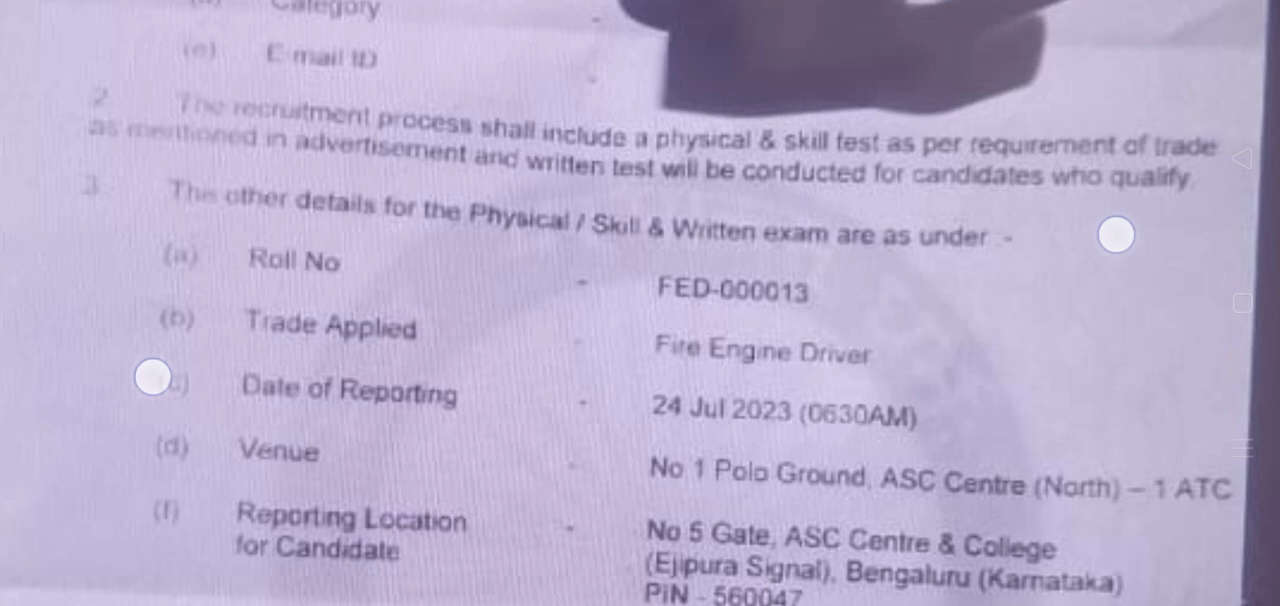 Category -
(e) E-mail ID -
2 The recruitment process shall include a physical & skill test as per requirement of trade
as mentioned in advertisement and written test will be conducted for candidates who qualify.
3 The other details for the Physical / Skill & Written exam are as under :-
(a) Roll No - FED-000013
(b) Trade Applied - Fire Engine Driver
(c) Date of Reporting - 24 Jul 2023 (0630AM)
(d) Venue - No 1 Polo Ground, ASC Centre (North) – 1 ATC
(f) Reporting Location - No 5 Gate, ASC Centre & College
for Candidate (Ejipura Signal), Bengaluru (Karnataka)
PIN - 560047